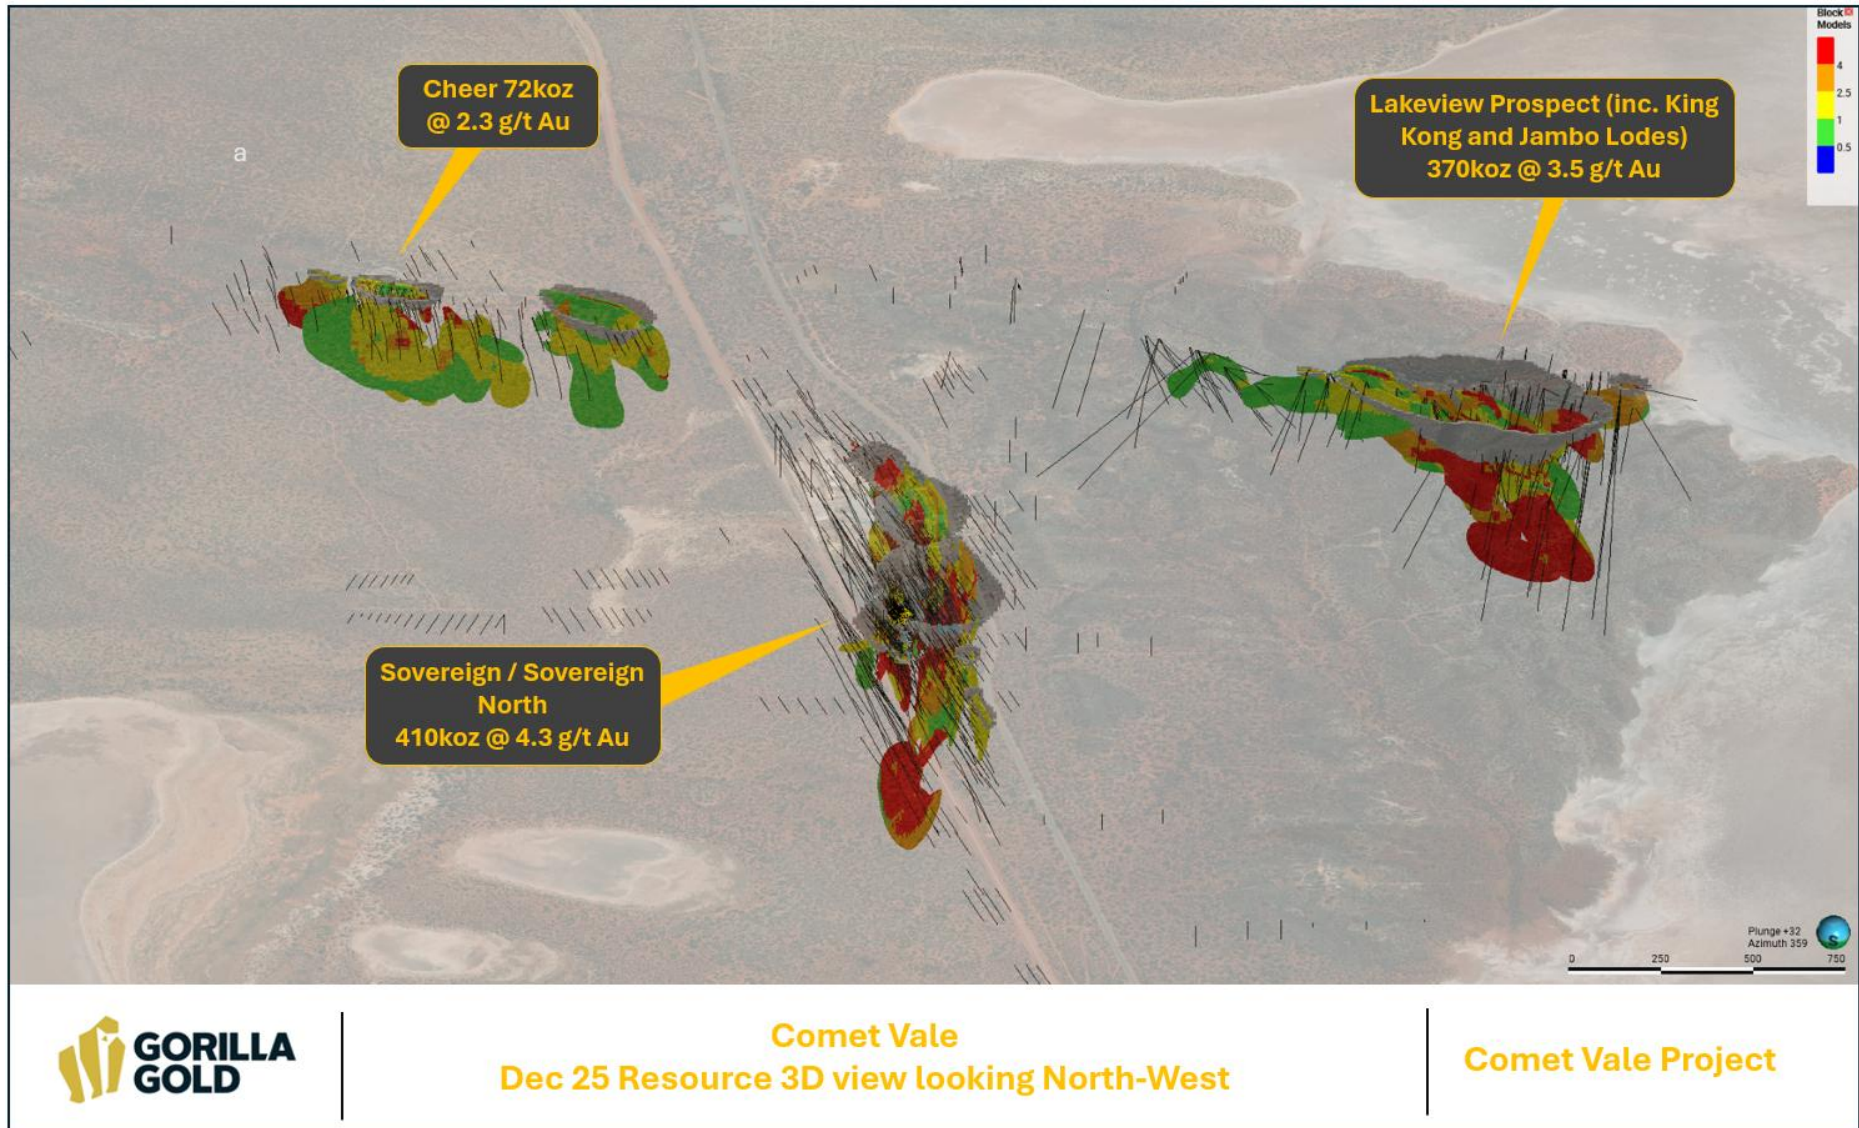 Block
Models
4
2.5
1
0.5
Cheer 72koz
@ 2.3 g/t Au
a
Lakeview Prospect (inc. King
Kong and Jambo Lodes)
370koz @ 3.5 g/t Au
Sovereign / Sovereign
North
410koz @ 4.3 g/t Au
Plunge +32
Azimuth 359
S
0 250 500 750
GORILLA
GOLD
Comet Vale
Dec 25 Resource 3D view looking North-West
Comet Vale Project